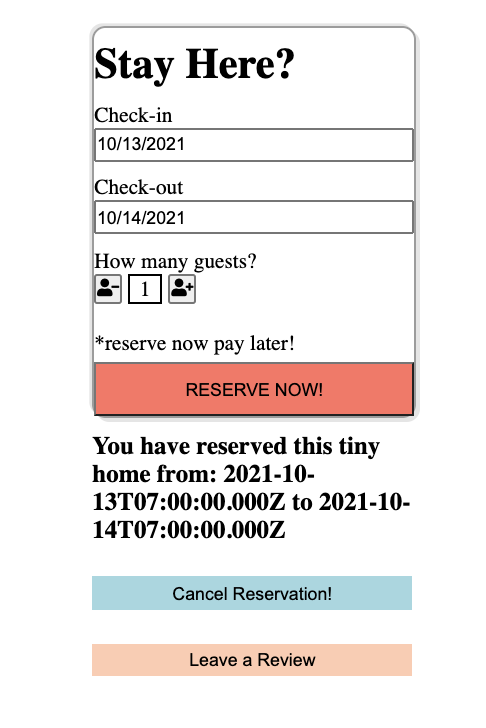 Stay Here?
Check-in
10/13/2021
Check-out
10/14/2021
How many guests?
1
*reserve now pay later!
RESERVE NOW!
You have reserved this tiny
home from: 2021-10-
13T07:00:00.000Z to 2021-10-
14T07:00:00.000Z
Cancel Reservation!
Leave a Review